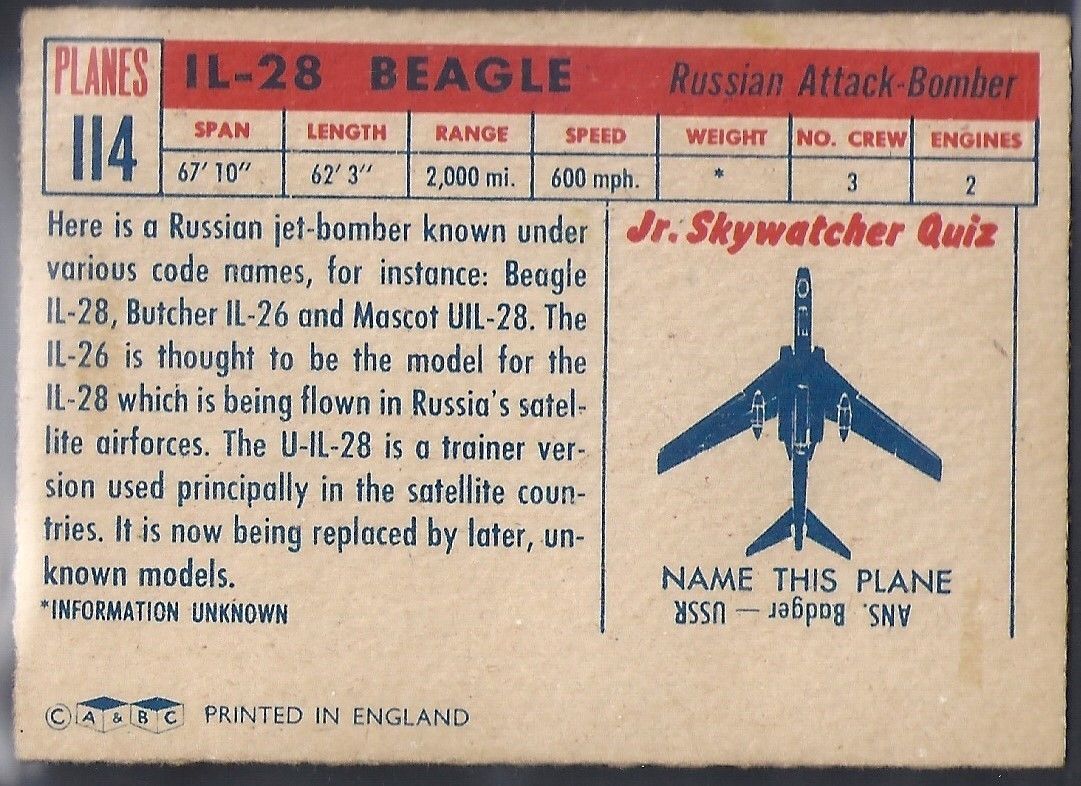 PLANES
114
IL-28 BEAGLE Russian Attack-Bomber
SPAN LENGTH RANGE SPEED WEIGHT NO. CREW ENGINES
67' 10" 62' 3" 2,000 mi. 600 mph. * 3 2
Here is a Russian jet-bomber known under
various code names, for instance: Beagle
IL-28, Butcher IL-26 and Mascot UIL-28. The
IL-26 is thought to be the model for the
IL-28 which is being flown in Russia's satel-
lite airforces. The U-IL-28 is a trainer ver-
sion used principally in the satellite coun-
tries. It is now being replaced by later, un-
known models.
*INFORMATION UNKNOWN
Jr. Skywatcher Quiz
NAME THIS PLANE
ANS. Badger — USSR
© A & B C PRINTED IN ENGLAND